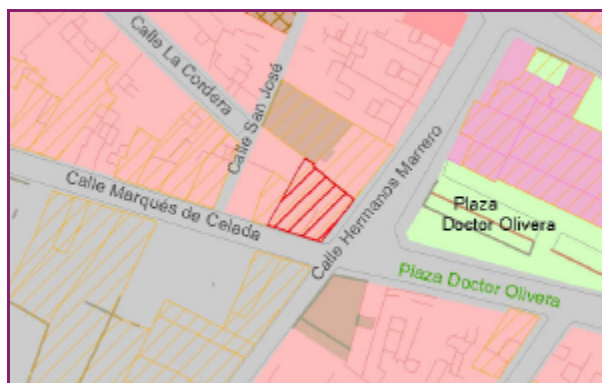 Calle La Cordera
Calle San José
Calle Hermanos Marrero
Calle Marqués de Celada
Plaza
Doctor Olivera
Plaza Doctor Olivera